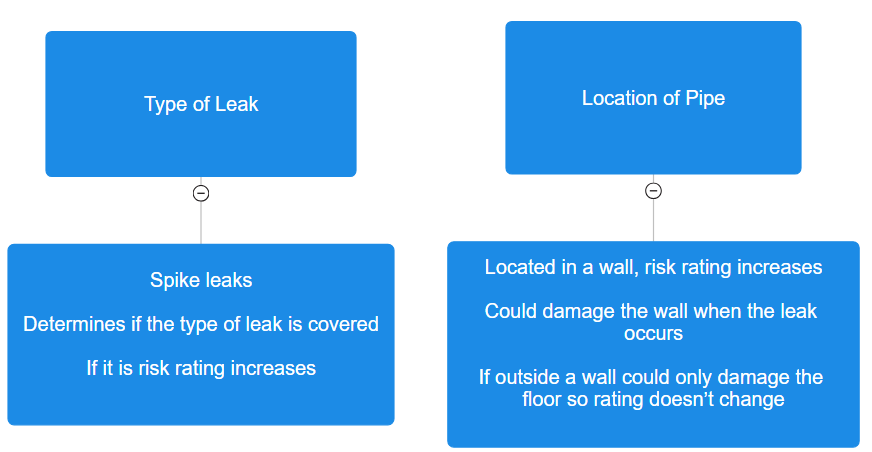 Type of Leak
Location of Pipe
Spike leaks
Determines if the type of leak is covered
If it is risk rating increases
Located in a wall, risk rating increases
Could damage the wall when the leak
occurs
If outside a wall could only damage the
floor so rating doesn’t change